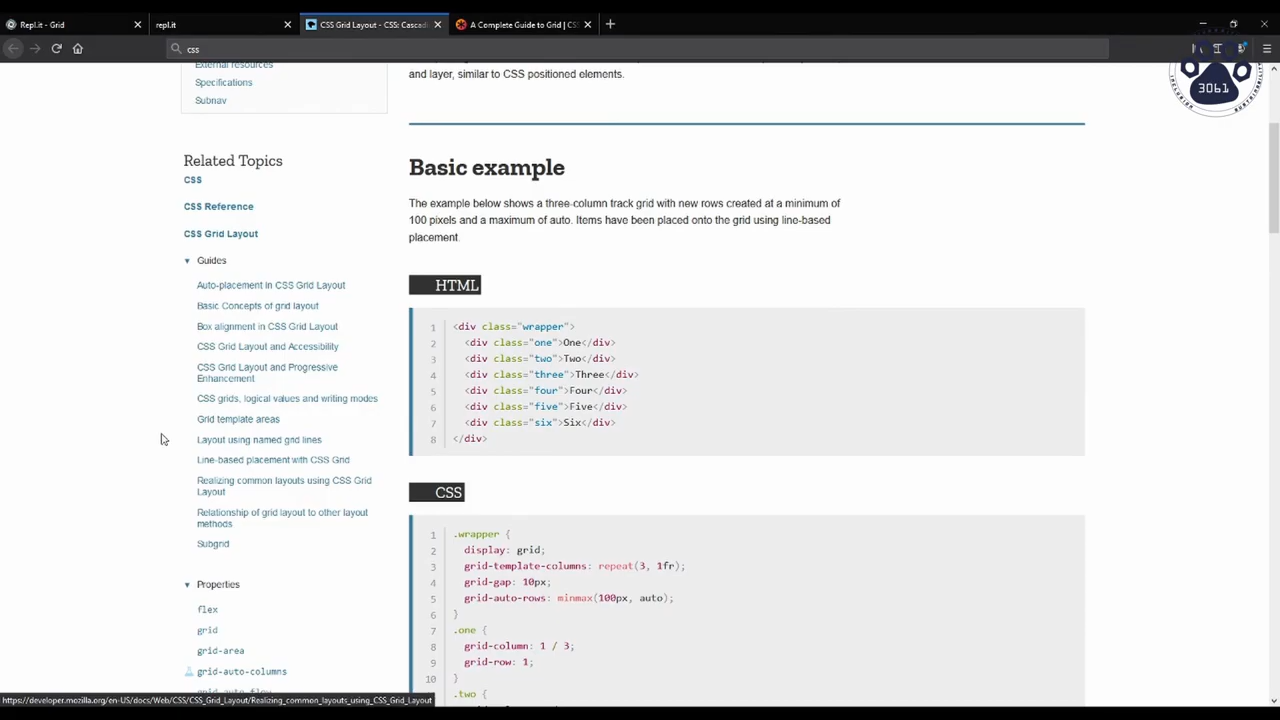 Repl.it - Grid
repl.it
CSS Grid Layout - CSS: Cascad
A Complete Guide to Grid | CS
css
External resources
Specifications
Subnav
and layer, similar to CSS positioned elements.
3061
Related Topics
CSS
CSS Reference
CSS Grid Layout
Guides
Auto-placement in CSS Grid Layout
Basic Concepts of grid layout
Box alignment in CSS Grid Layout
CSS Grid Layout and Accessibility
CSS Grid Layout and Progressive
Enhancement
CSS grids, logical values and writing modes
Grid template areas
Layout using named grid lines
Line-based placement with CSS Grid
Realizing common layouts using CSS Grid
Layout
Relationship of grid layout to other layout
methods
Subgrid
Properties
flex
grid
grid-area
grid-auto-columns
grid-auto-flow
Basic example
The example below shows a three-column track grid with new rows created at a minimum of
100 pixels and a maximum of auto. Items have been placed onto the grid using line-based
placement.
HTML
1 <div class="wrapper">
2 <div class="one">One</div>
3 <div class="two">Two</div>
4 <div class="three">Three</div>
5 <div class="four">Four</div>
6 <div class="five">Five</div>
7 <div class="six">Six</div>
8 </div>
CSS
1 .wrapper {
2 display: grid;
3 grid-template-columns: repeat(3, 1fr);
4 grid-gap: 10px;
5 grid-auto-rows: minmax(100px, auto);
6 }
7 .one {
8 grid-column: 1 / 3;
9 grid-row: 1;
10 }
.two {
https://developer.mozilla.org/en-US/docs/Web/CSS/CSS_Grid_Layout/Realizing_common_layouts_using_CSS_Grid_Layout